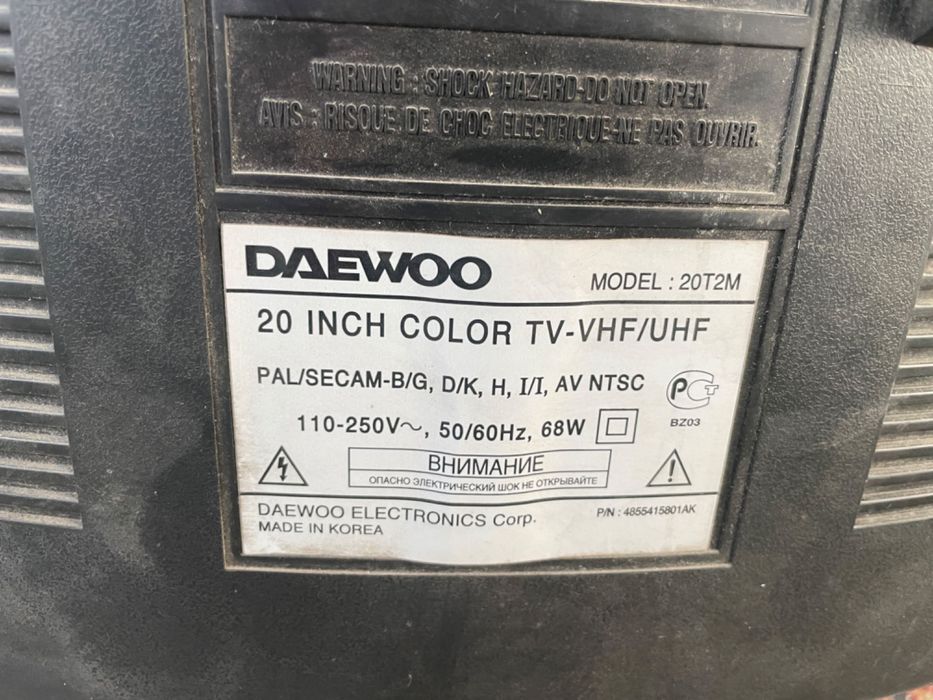 WARNING : SHOCK HAZARD-DO NOT OPEN.
AVIS : RISQUE DE CHOC ELECTRIQUE-NE PAS OUVRIR.
DAEWOO
MODEL : 20T2M
20 INCH COLOR TV-VHF/UHF
PAL/SECAM-B/G, D/K, H, I/I, AV NTSC
РСТ
BZ03
110-250V~, 50/60Hz, 68W
ВНИМАНИЕ
ОПАСНО ЭЛЕКТРИЧЕСКИЙ ШОК НЕ ОТКРЫВАЙТЕ
DAEWOO ELECTRONICS Corp.
P/N : 4855415801AK
MADE IN KOREA